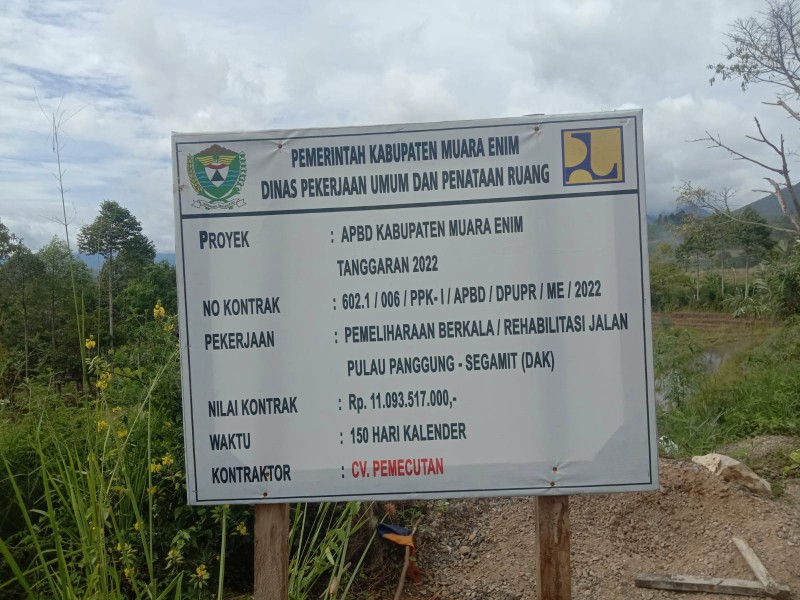 PEMERINTAH KABUPATEN MUARA ENIM
DINAS PEKERJAAN UMUM DAN PENATAAN RUANG
PROYEK : APBD KABUPATEN MUARA ENIM
TANGGARAN 2022
NO KONTRAK : 602.1 / 006 / PPK- I / APBD / DPUPR / ME / 2022
PEKERJAAN : PEMELIHARAAN BERKALA / REHABILITASI JALAN
PULAU PANGGUNG - SEGAMIT (DAK)
NILAI KONTRAK : Rp. 11.093.517.000,-
WAKTU : 150 HARI KALENDER
KONTRAKTOR : CV. PEMECUTAN